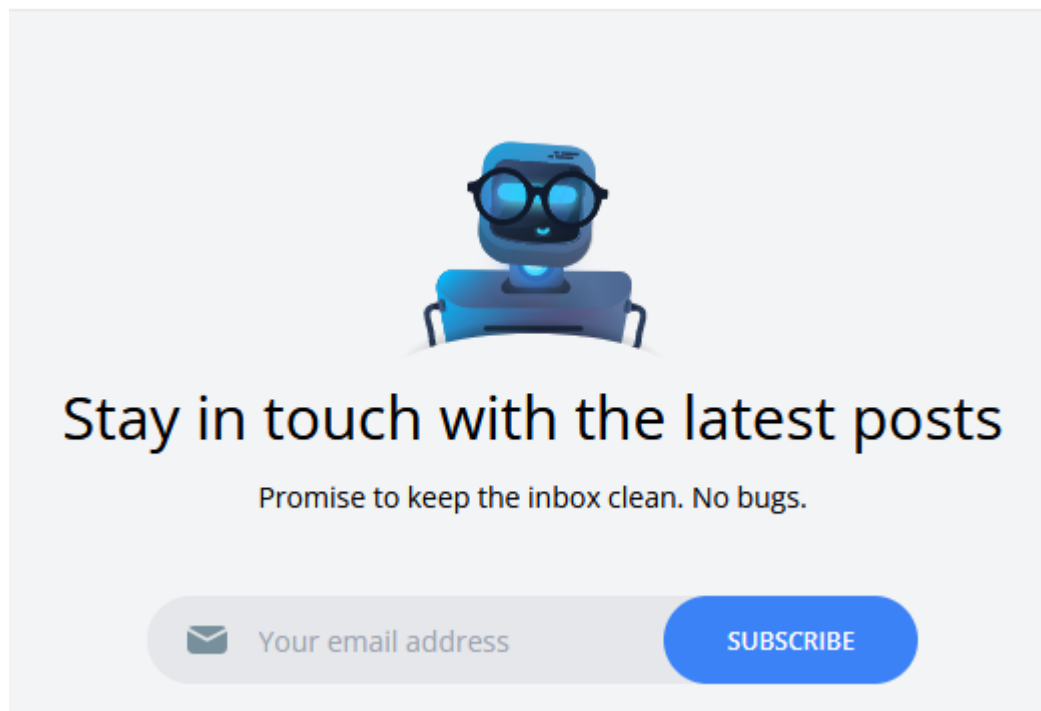 Stay in touch with the latest posts
Promise to keep the inbox clean. No bugs.
Your email address
SUBSCRIBE